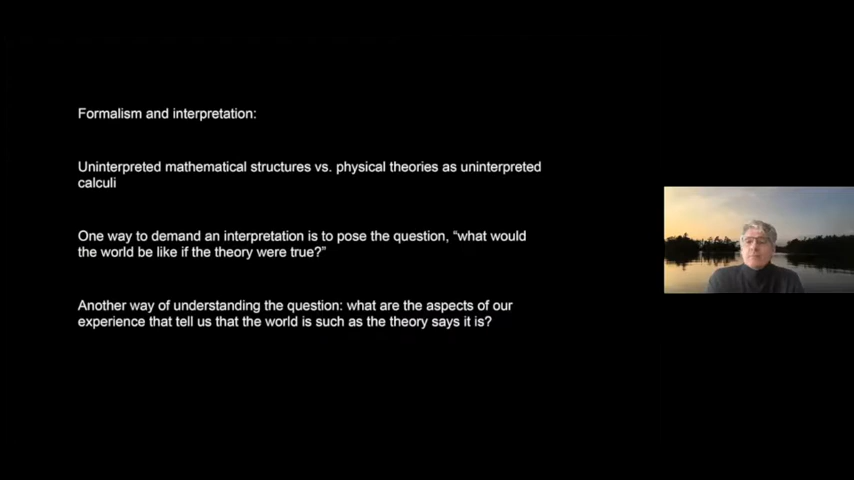 Formalism and interpretation:
Uninterpreted mathematical structures vs. physical theories as uninterpreted
calculi
One way to demand an interpretation is to pose the question, “what would
the world be like if the theory were true?”
Another way of understanding the question: what are the aspects of our
experience that tell us that the world is such as the theory says it is?